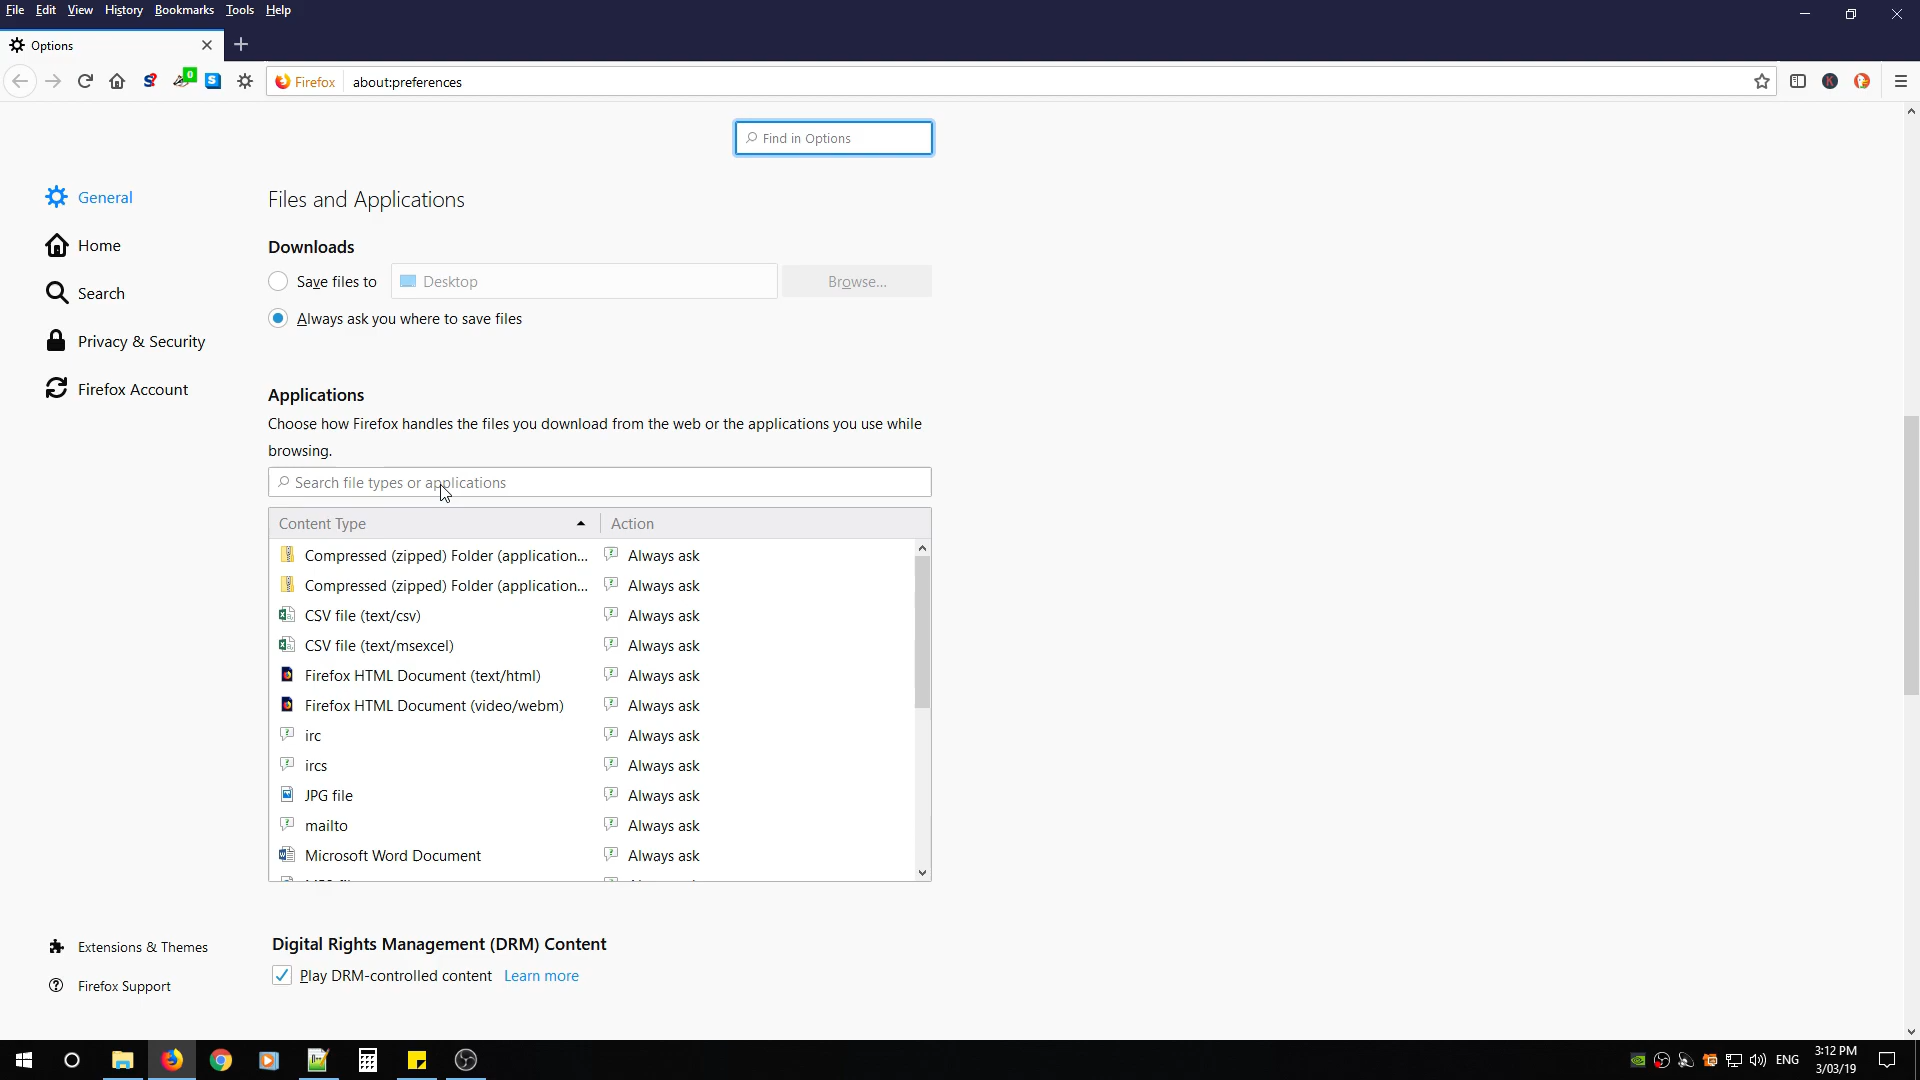 File Edit View History Bookmarks Tools Help
Options
0
Firefox about:preferences
Find in Options
General
Home
Search
Privacy & Security
Firefox Account
Extensions & Themes
Firefox Support
Files and Applications
Downloads
Save files to Desktop Browse...
Always ask you where to save files
Applications
Choose how Firefox handles the files you download from the web or the applications you use while
browsing.
Search file types or applications
Content Type Action
Compressed (zipped) Folder (application... Always ask
Compressed (zipped) Folder (application... Always ask
CSV file (text/csv) Always ask
CSV file (text/msexcel) Always ask
Firefox HTML Document (text/html) Always ask
Firefox HTML Document (video/webm) Always ask
irc Always ask
ircs Always ask
JPG file Always ask
mailto Always ask
Microsoft Word Document Always ask
Digital Rights Management (DRM) Content
Play DRM-controlled content Learn more
ENG
3:12 PM
3/03/19